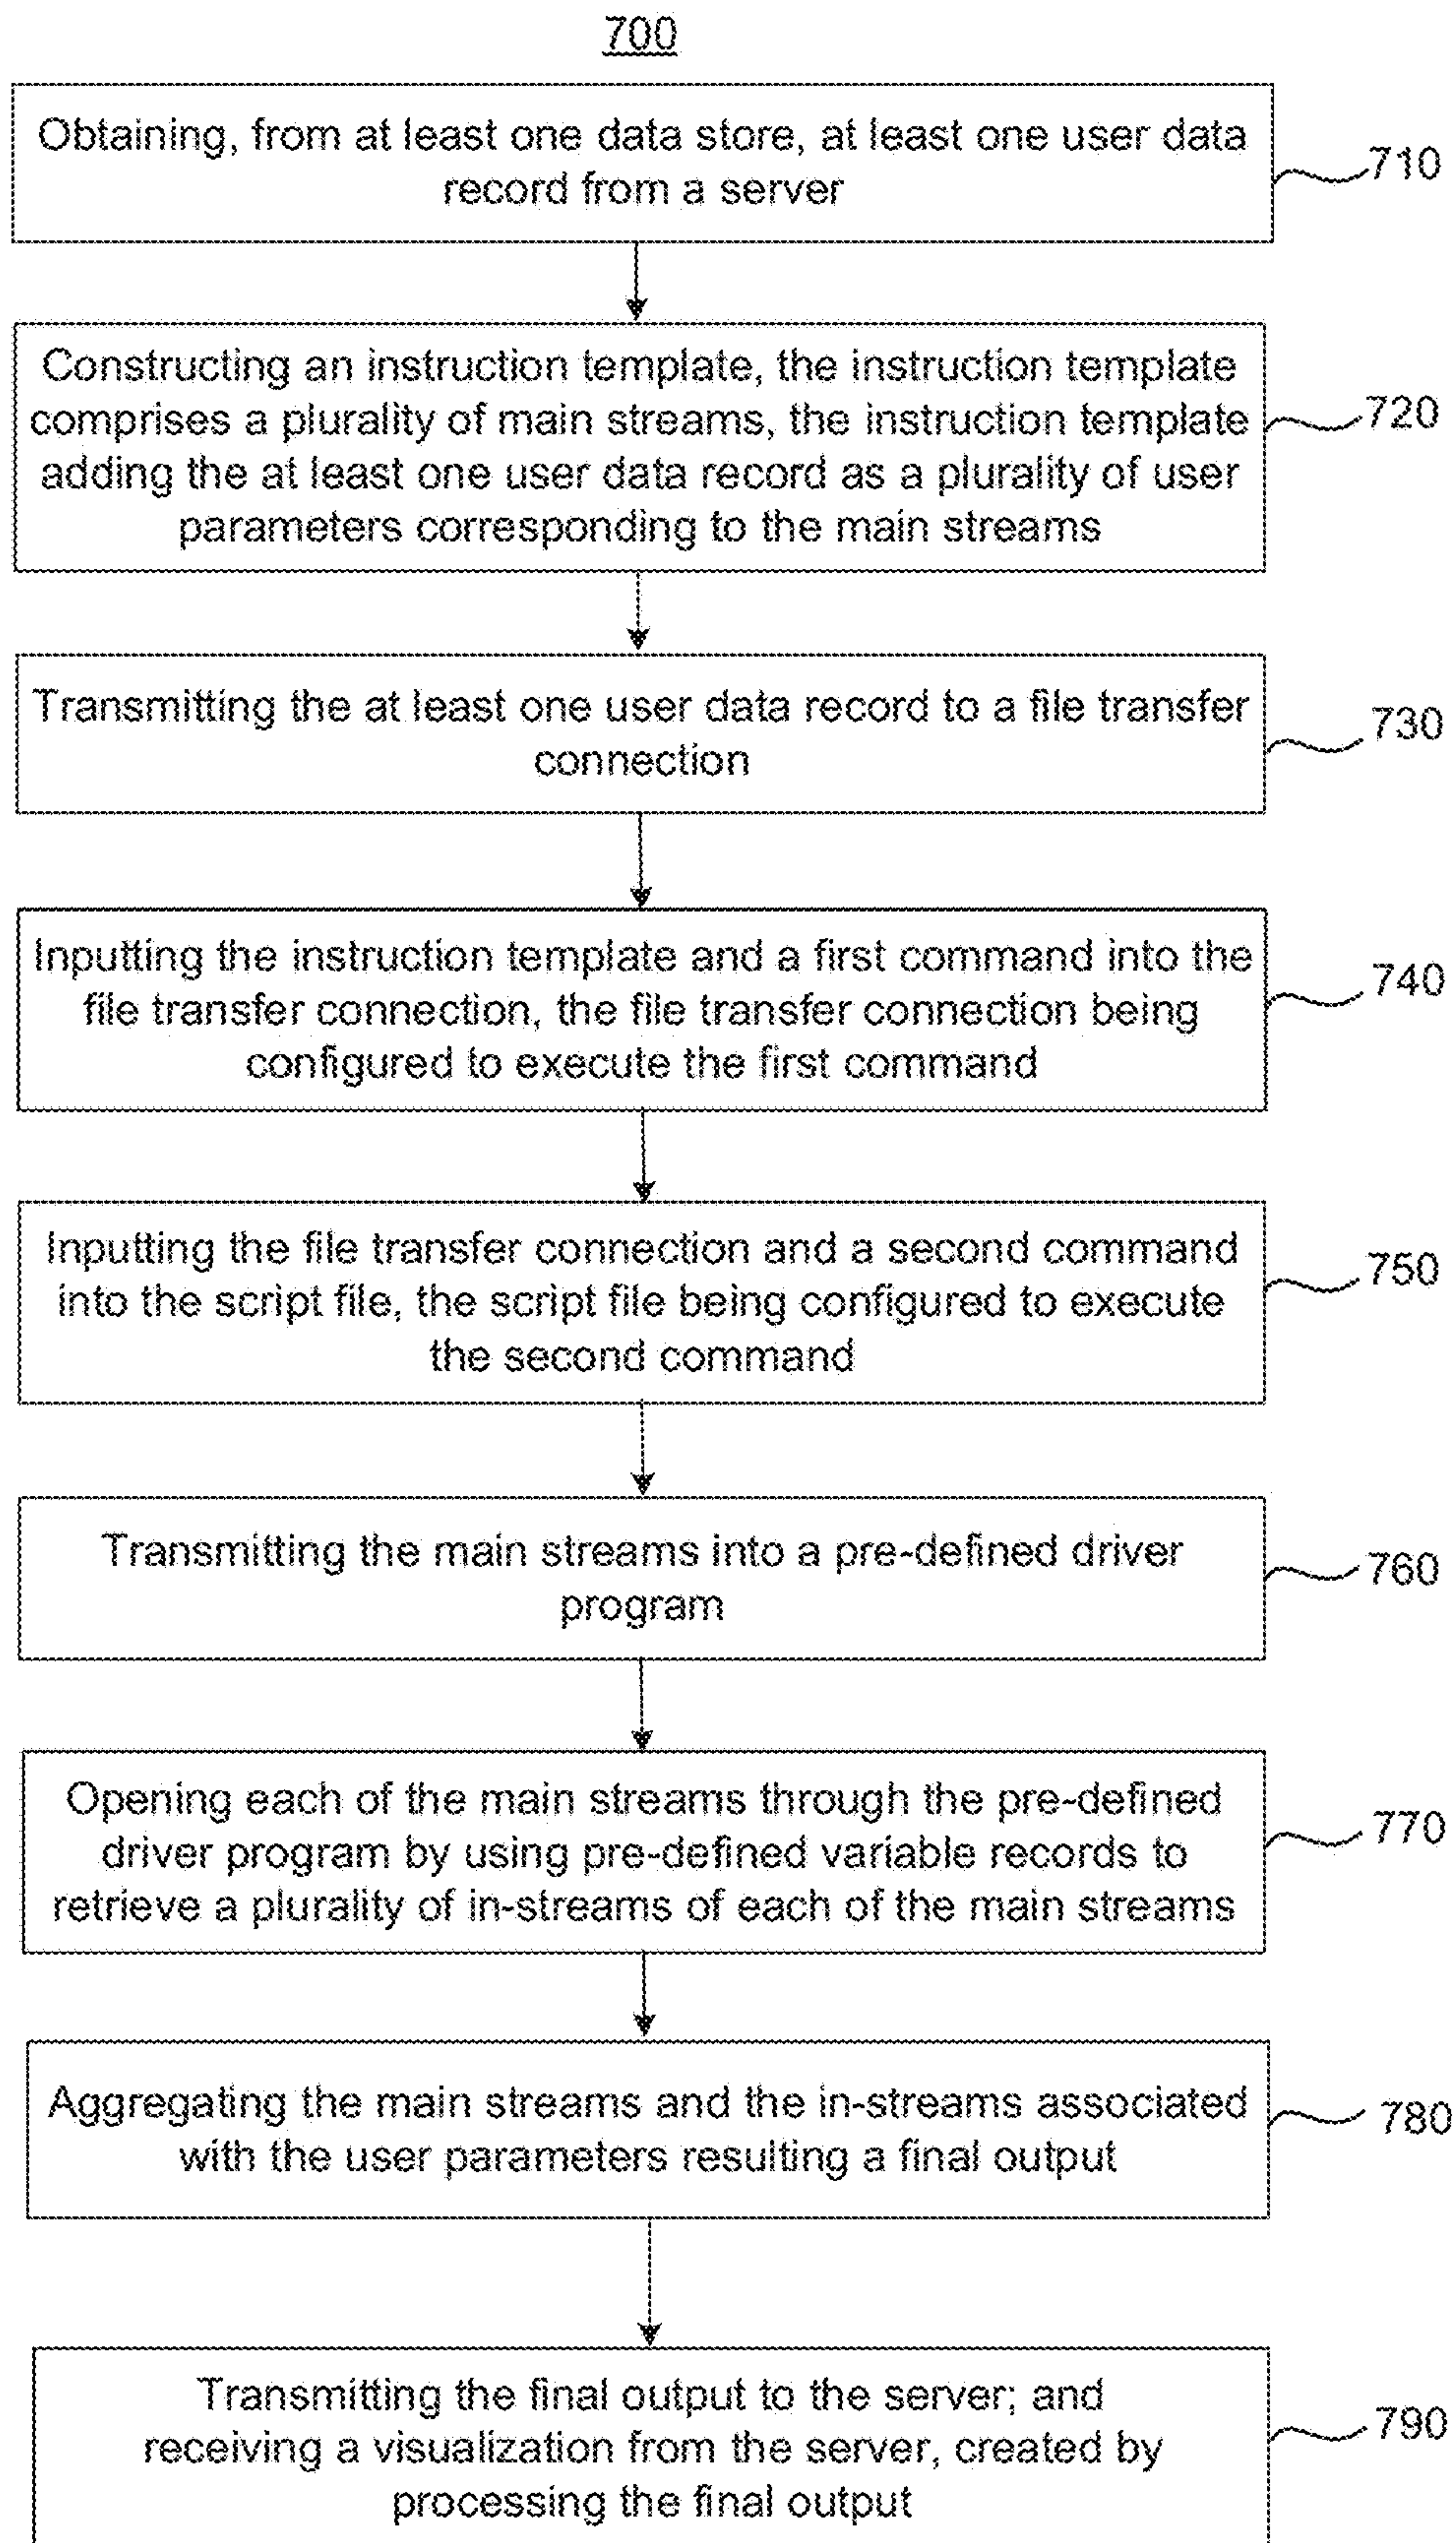 700
Obtaining, from at least one data store, at least one user data
record from a server
710
Constructing an instruction template, the instruction template
comprises a plurality of main streams, the instruction template
adding the at least one user data record as a plurality of user
parameters corresponding to the main streams
720
Transmitting the at least one user data record to a file transfer
connection
730
Inputting the instruction template and a first command into the
file transfer connection, the file transfer connection being
configured to execute the first command
740
Inputting the file transfer connection and a second command
into the script file, the script file being configured to execute
the second command
750
Transmitting the main streams into a pre-defined driver
program
760
Opening each of the main streams through the pre-defined
driver program by using pre-defined variable records to
retrieve a plurality of in-streams of each of the main streams
770
Aggregating the main streams and the in-streams associated
with the user parameters resulting a final output
780
Transmitting the final output to the server; and
receiving a visualization from the server, created by
processing the final output
790